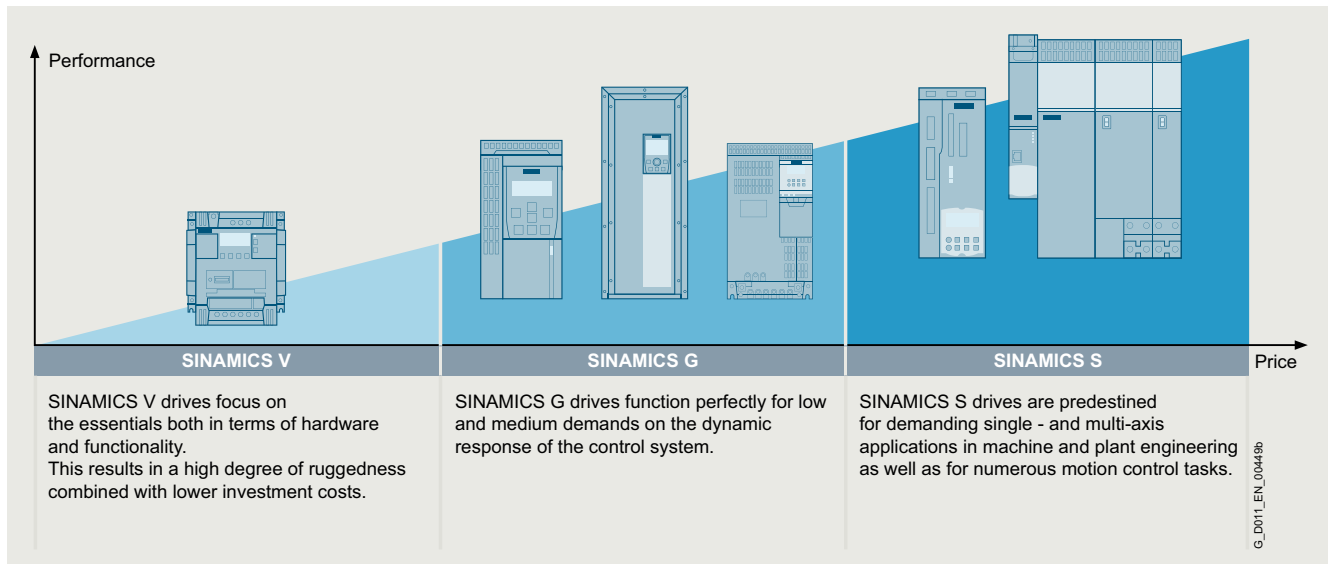 Performance
SINAMICS V
SINAMICS G
SINAMICS S
Price
SINAMICS V drives focus on
the essentials both in terms of hardware
and functionality.
This results in a high degree of ruggedness
combined with lower investment costs.
SINAMICS G drives function perfectly for low
and medium demands on the dynamic
response of the control system.
SINAMICS S drives are predestined
for demanding single - and multi-axis
applications in machine and plant engineering
as well as for numerous motion control tasks.
G_D011_EN_00449b